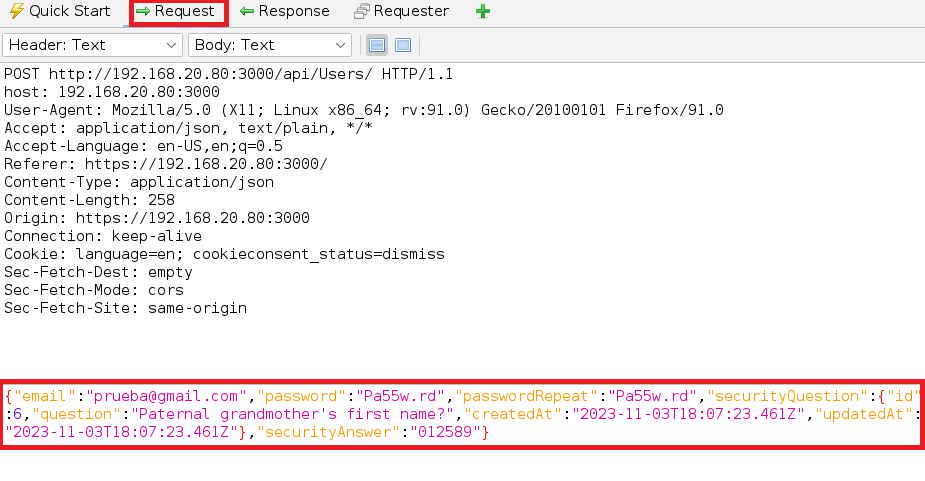 Quick Start Request Response Requester
Header: Text Body: Text
POST http://192.168.20.80:3000/api/Users/ HTTP/1.1
host: 192.168.20.80:3000
User-Agent: Mozilla/5.0 (X11; Linux x86_64; rv:91.0) Gecko/20100101 Firefox/91.0
Accept: application/json, text/plain, */*
Accept-Language: en-US,en;q=0.5
Referer: https://192.168.20.80:3000/
Content-Type: application/json
Content-Length: 258
Origin: https://192.168.20.80:3000
Connection: keep-alive
Cookie: language=en; cookieconsent_status=dismiss
Sec-Fetch-Dest: empty
Sec-Fetch-Mode: cors
Sec-Fetch-Site: same-origin
{"email":"prueba@gmail.com","password":"Pa55w.rd","passwordRepeat":"Pa55w.rd","securityQuestion":{"id"
:6,"question":"Paternal grandmother's first name?","createdAt":"2023-11-03T18:07:23.461Z","updatedAt":
"2023-11-03T18:07:23.461Z"},"securityAnswer":"012589"}